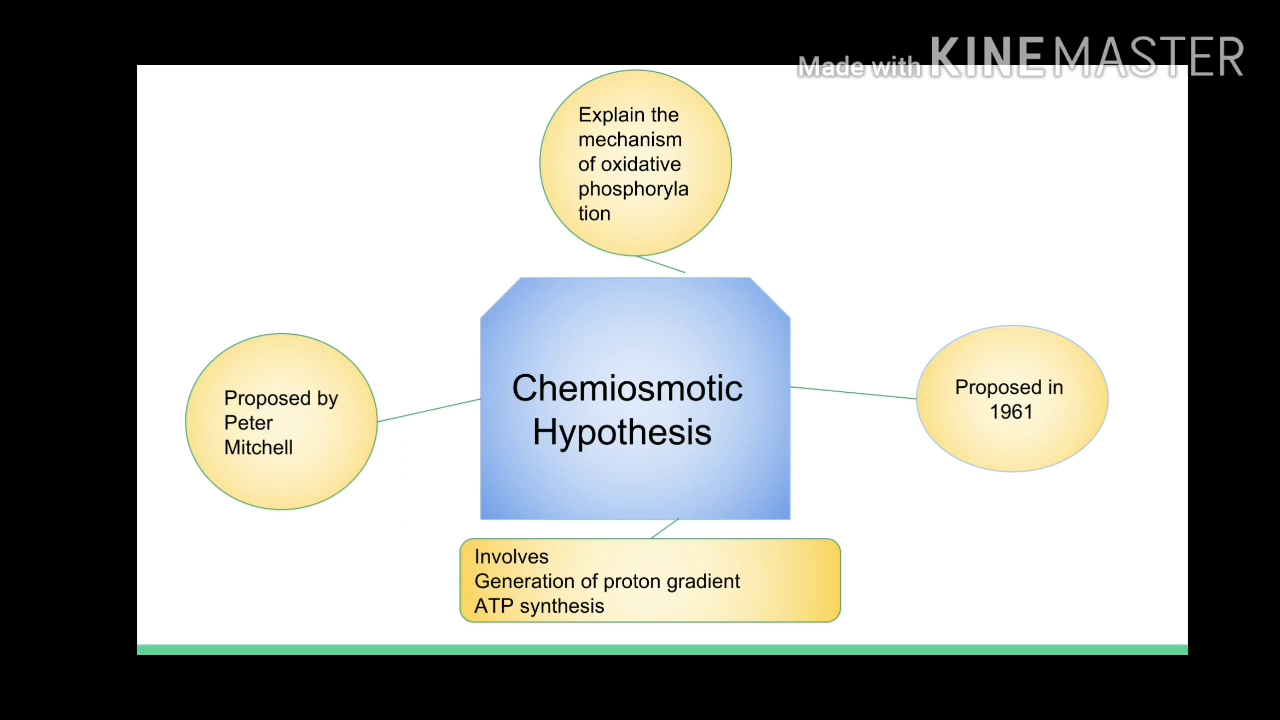 Made with KINEMASTER
Explain the
mechanism
of oxidative
phosphoryla
tion
Chemiosmotic
Hypothesis
Proposed by
Peter
Mitchell
Proposed in
1961
Involves
Generation of proton gradient
ATP synthesis